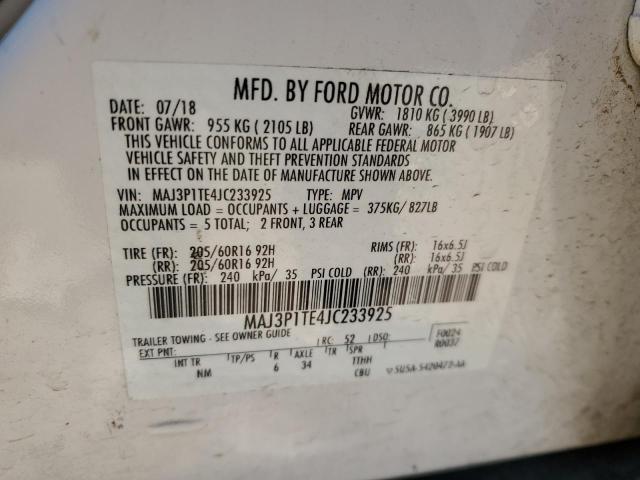 MFD. BY FORD MOTOR CO.
DATE: 07/18 GVWR: 1810 KG ( 3990 LB)
FRONT GAWR: 955 KG ( 2105 LB) REAR GAWR: 865 KG ( 1907 LB)
THIS VEHICLE CONFORMS TO ALL APPLICABLE FEDERAL MOTOR
VEHICLE SAFETY AND THEFT PREVENTION STANDARDS
IN EFFECT ON THE DATE OF MANUFACTURE SHOWN ABOVE.
VIN: MAJ3P1TE4JC233925 TYPE: MPV
MAXIMUM LOAD = OCCUPANTS + LUGGAGE = 375KG/ 827LB
OCCUPANTS = 5 TOTAL; 2 FRONT, 3 REAR
TIRE (FR): 205/60R16 92H RIMS (FR): 16x6.5J
(RR): 205/60R16 92H (RR): 16x6.5J
PRESSURE (FR): 240 kPa/ 35 PSI COLD (RR): 240 kPa/ 35 PSI COLD
MAJ3P1TE4JC233925
TRAILER TOWING - SEE OWNER GUIDE RC: 52 DSO: F0024
EXT PNT: R0037
INT TR TP/PS R AXLE TR SPR
NM 6 34 TTHH
CBU 5U5A-5420472-AA